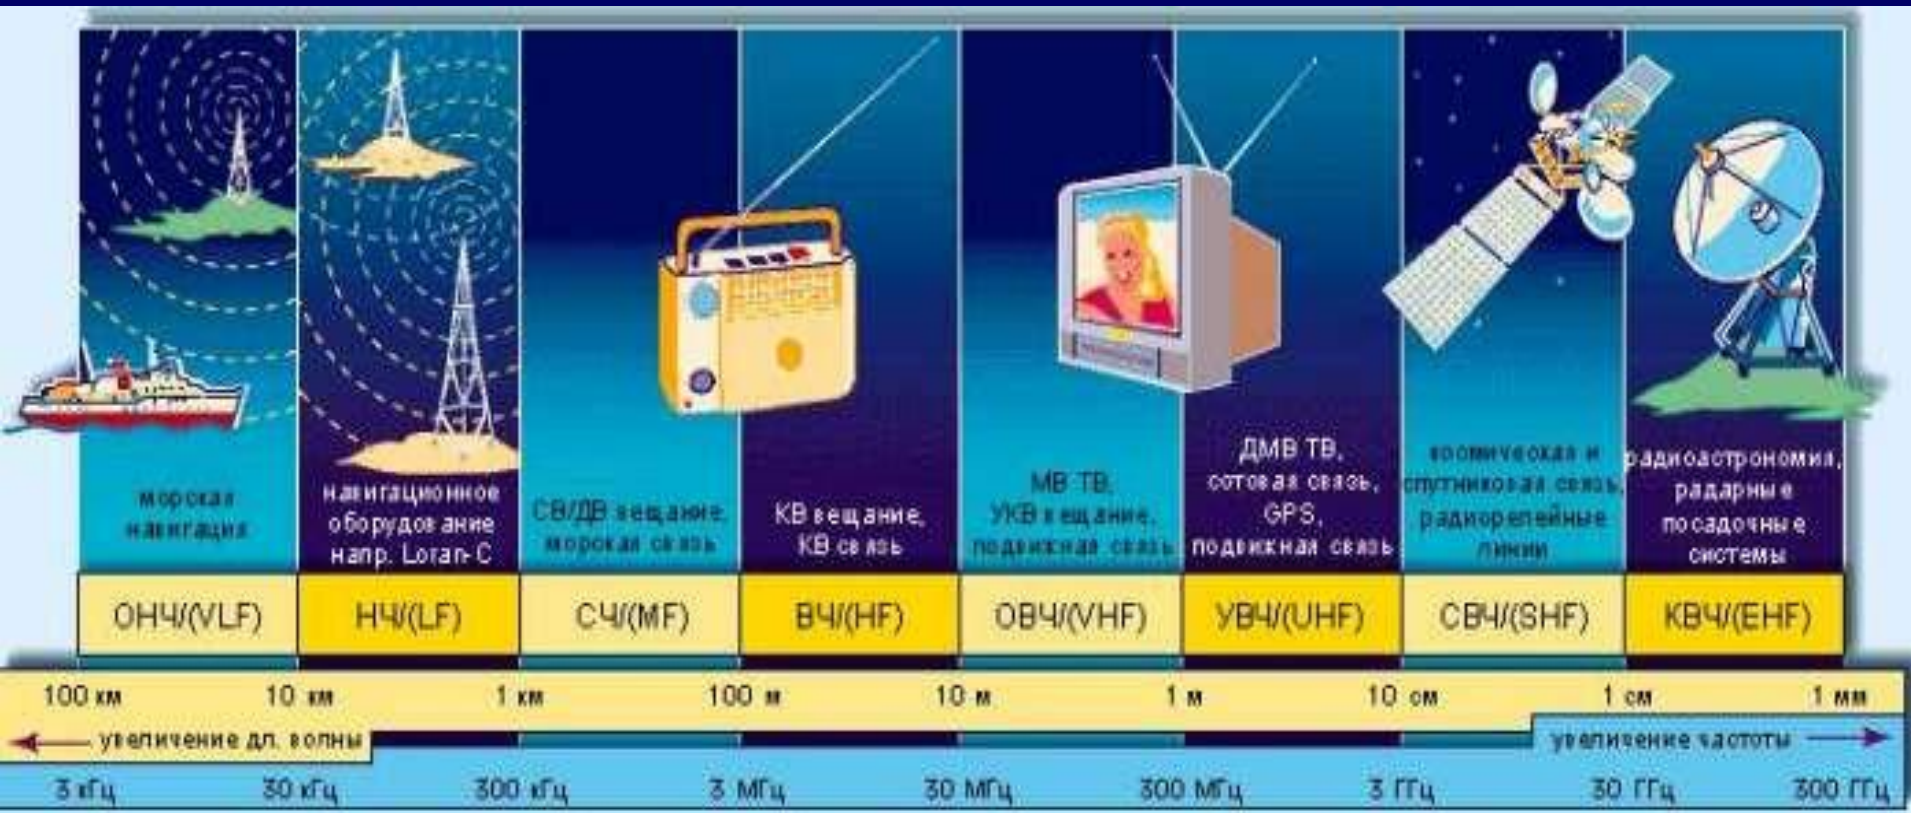 морская
навигация
навигационное
оборудование
напр. Loran-C
СВ/ДВ вещание,
морская связь
КВ вещание,
КВ связь
МВ ТВ,
УКВ вещание,
подвижная связь
ДМВ ТВ,
сотовая связь,
GPS,
подвижная связь
космическая и
спутниковая связь,
радиорелейные
линии
радиоастрономия,
радарные
посадочные
системы
ОНЧ/(VLF)
НЧ/(LF)
СЧ/(MF)
ВЧ/(HF)
ОВЧ/(VHF)
УВЧ/(UHF)
СВЧ/(SHF)
КВЧ/(EHF)
100 км 10 км 1 км 100 м 10 м 1 м 10 см 1 см 1 мм
увеличение дл. волны
увеличение частоты
3 кГц 30 кГц 300 кГц 3 МГц 30 МГц 300 МГц 3 ГГц 30 ГГц 300 ГГц